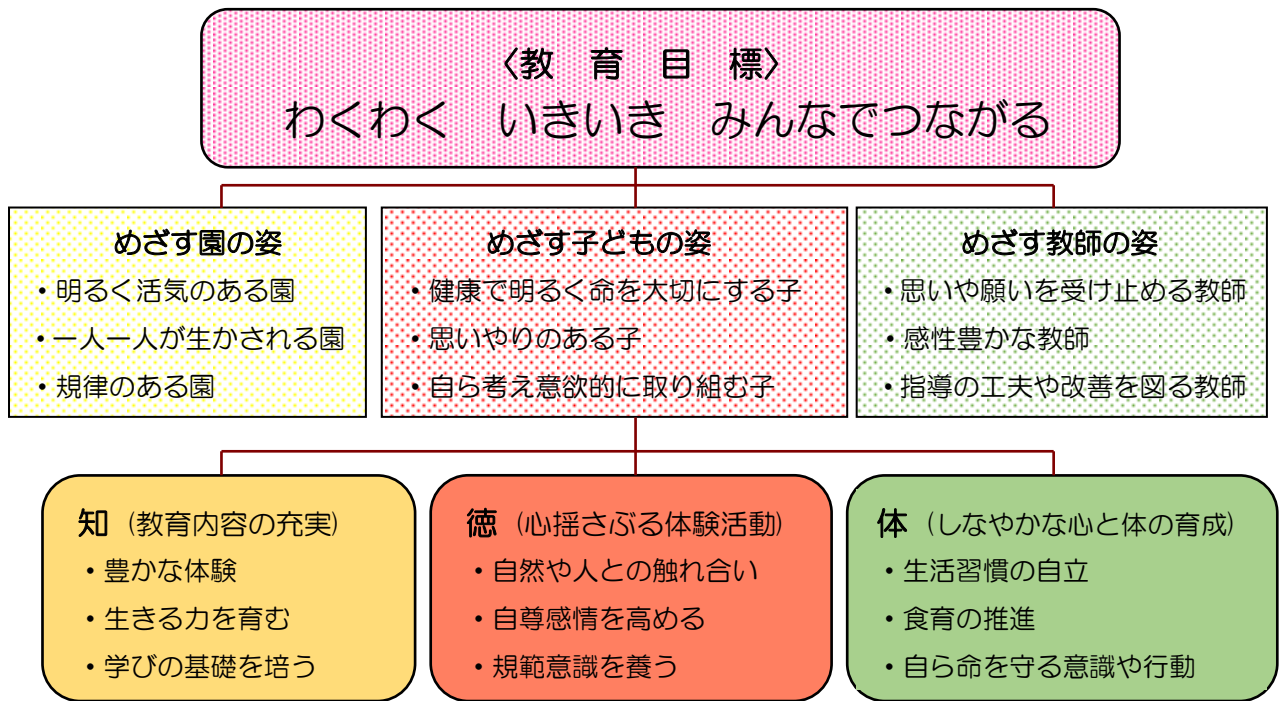 〈教　育　目　標〉
わくわく　いきいき　みんなでつながる
めざす園の姿
・明るく活気のある園
・一人一人が生かされる園
・規律のある園
めざす子どもの姿
・健康で明るく命を大切にする子
・思いやりのある子
・自ら考え意欲的に取り組む子
めざす教師の姿
・思いや願いを受け止める教師
・感性豊かな教師
・指導の工夫や改善を図る教師
知（教育内容の充実）
・豊かな体験
・生きる力を育む
・学びの基礎を培う
徳（心揺さぶる体験活動）
・自然や人との触れ合い
・自尊感情を高める
・規範意識を養う
体（しなやかな心と体の育成）
・生活習慣の自立
・食育の推進
・自ら命を守る意識や行動